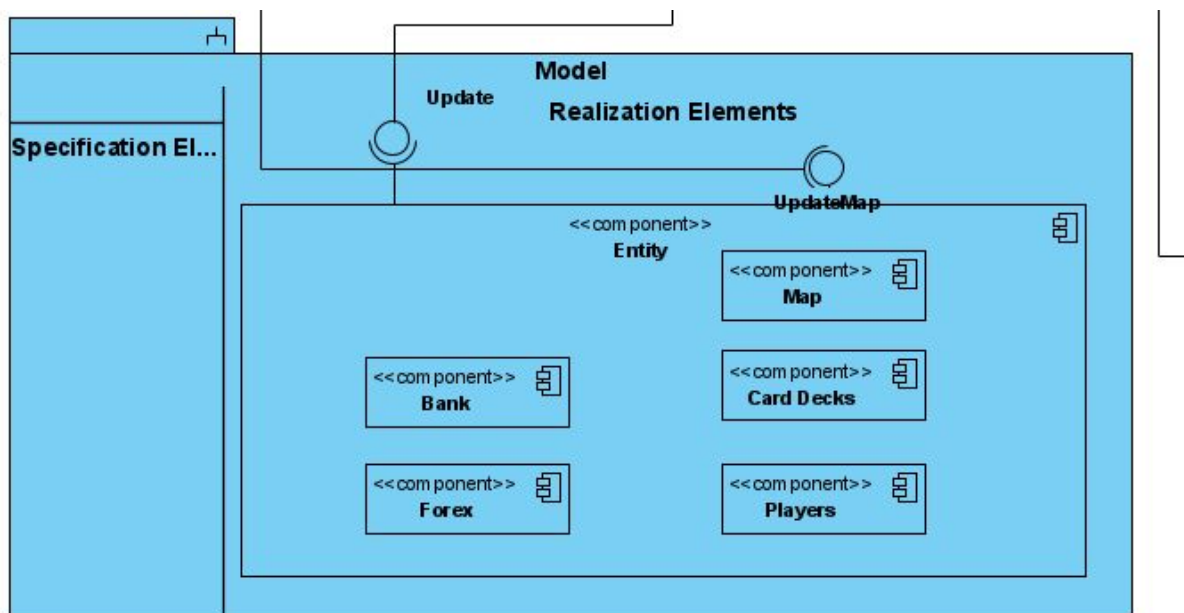 Model
Update
Realization Elements
Specification El...
UpdateMap
<<component>>
Entity
<<component>>
Map
<<component>>
Bank
<<component>>
Card Decks
<<component>>
Forex
<<component>>
Players